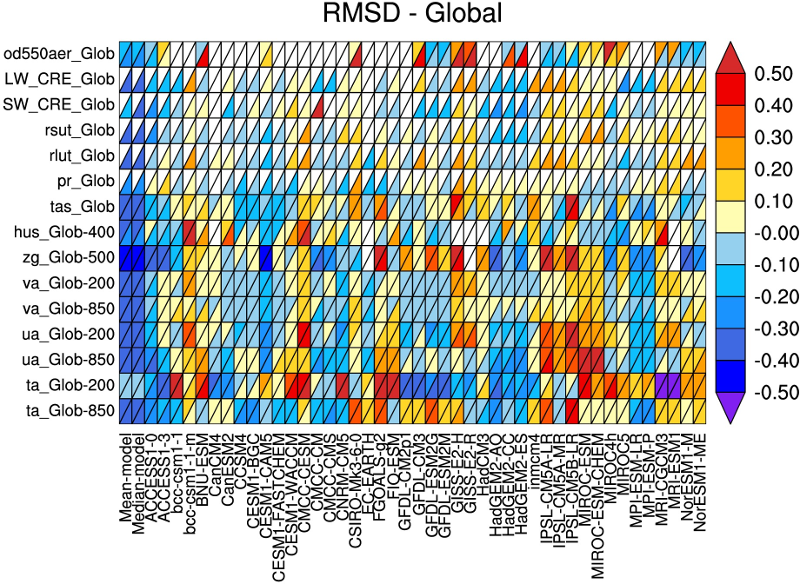 RMSD - Global
od550aer_Glob
LW_CRE_Glob
SW_CRE_Glob
rsut_Glob
rlut_Glob
pr_Glob
tas_Glob
hus_Glob-400
zg_Glob-500
va_Glob-200
va_Glob-850
ua_Glob-200
ua_Glob-850
ta_Glob-200
ta_Glob-850
Mean-model
Median-model
ACCESS1-0
ACCESS1-3
bcc-csm1-1
bcc-csm1-1-m
BNU-ESM
CanCM4
CanESM2
CCSM4
CESM1-BGC
CESM1-CAM5
CESM1-FASTCHEM
CESM1-WACCM
CMCC-CESM
CMCC-CM
CMCC-CMS
CNRM-CM5
CSIRO-Mk3-6-0
EC-EARTH
FGOALS-g2
FIO-ESM
GFDL-CM2p1
GFDL-CM3
GFDL-ESM2G
GFDL-ESM2M
GISS-E2-H
GISS-E2-R
HadCM3
HadGEM2-AO
HadGEM2-CC
HadGEM2-ES
inmcm4
IPSL-CM5A-LR
IPSL-CM5A-MR
IPSL-CM5B-LR
MIROC-ESM
MIROC-ESM-CHEM
MIROC4h
MIROC5
MPI-ESM-LR
MPI-ESM-P
MRI-CGCM3
MRI-ESM1
NorESM1-M
NorESM1-ME
0.50
0.40
0.30
0.20
0.10
-0.00
-0.10
-0.20
-0.30
-0.40
-0.50